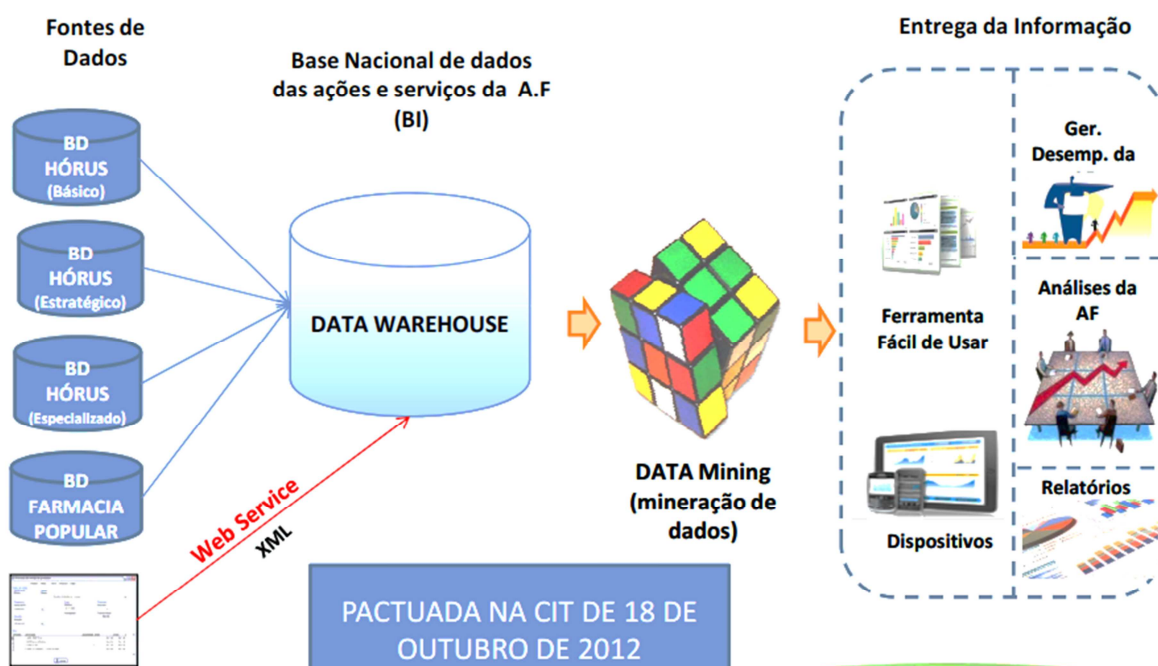 Fontes de
Dados
Base Nacional de dados
das ações e serviços da A.F
(BI)
Entrega da Informação
BD
HÓRUS
(Básico)
BD
HÓRUS
(Estratégico)
BD
HÓRUS
(Especializado)
BD
FARMACIA
POPULAR
DATA WAREHOUSE
Web Service
XML
DATA Mining
(mineração de
dados)
PACTUADA NA CIT DE 18 DE
OUTUBRO DE 2012
Ferramenta
Fácil de Usar
Dispositivos
Ger.
Desemp. da
Análises da
AF
Relatórios